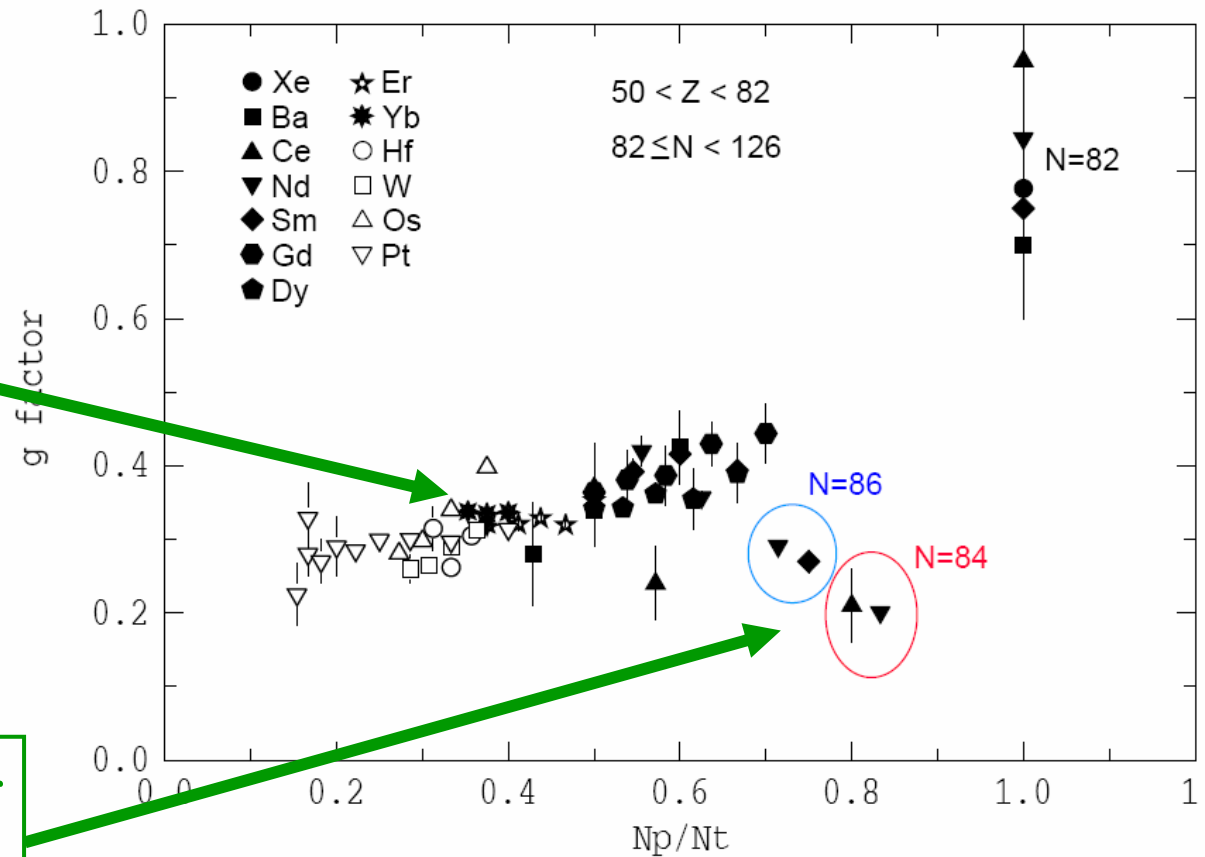 1.0
0.8
0.6
0.4
0.2
0.0
g factor
Xe
Ba
Ce
Nd
Sm
Gd
Dy
Er
Yb
Hf
W
Os
Pt
50 < Z < 82
82 ≤ N < 126
N=82
N=86
N=84
0.2 0.4 0.6 0.8 1.0 1
Np/Nt